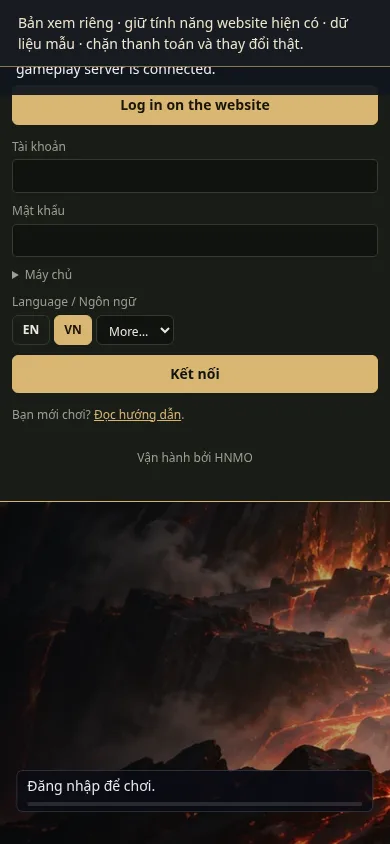 Bản xem riêng · giữ tính năng website hiện có · dữ
liệu mẫu · chặn thanh toán và thay đổi thật.
gameplay server is connected.
Log in on the website
Tài khoản
Mật khẩu
Máy chủ
Language / Ngôn ngữ
EN VN More...
Kết nối
Bạn mới chơi? Đọc hướng dẫn.
Vận hành bởi HNMO
Đăng nhập để chơi.